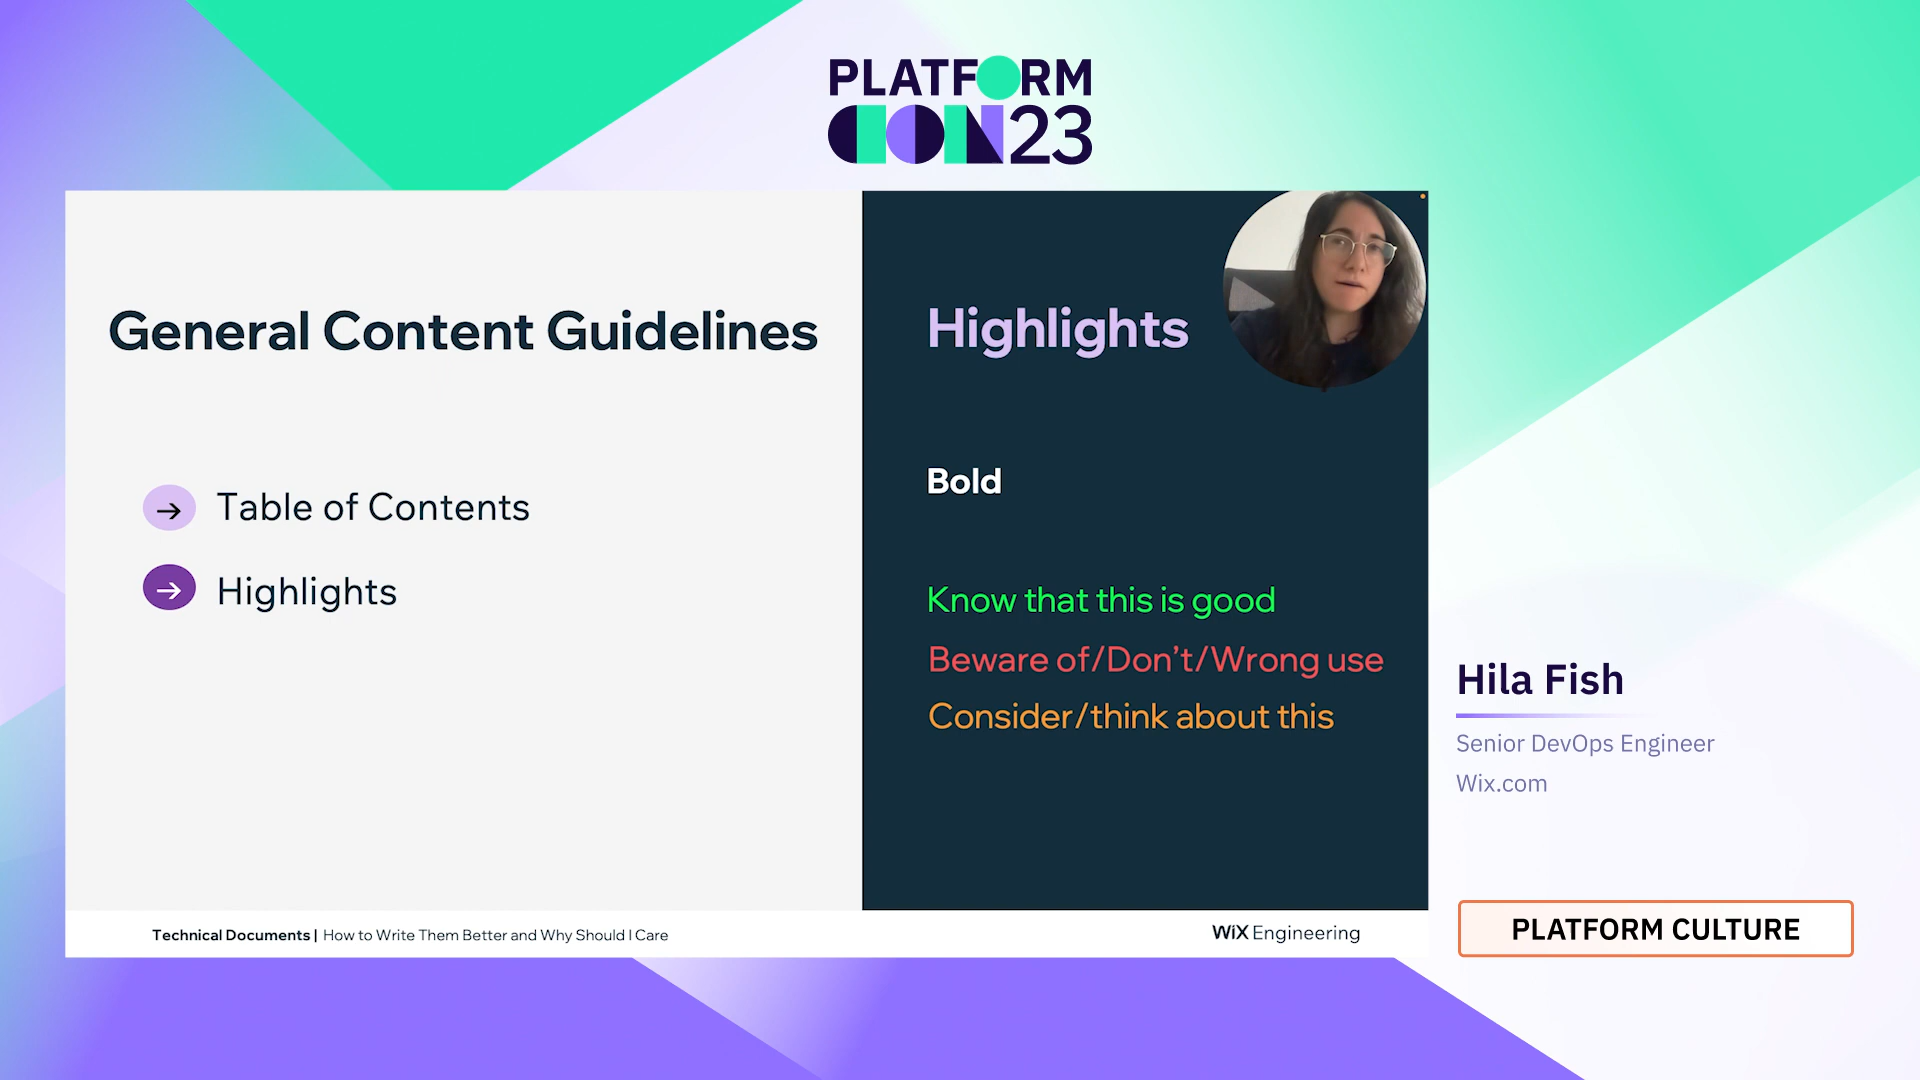 PLATFORM
CON23
General Content Guidelines
Table of Contents
Highlights
Highlights
Bold
Know that this is good
Beware of/Don't/Wrong use
Consider/think about this
Technical Documents | How to Write Them Better and Why Should I Care
WiX Engineering
Hila Fish
Senior DevOps Engineer
Wix.com
PLATFORM CULTURE